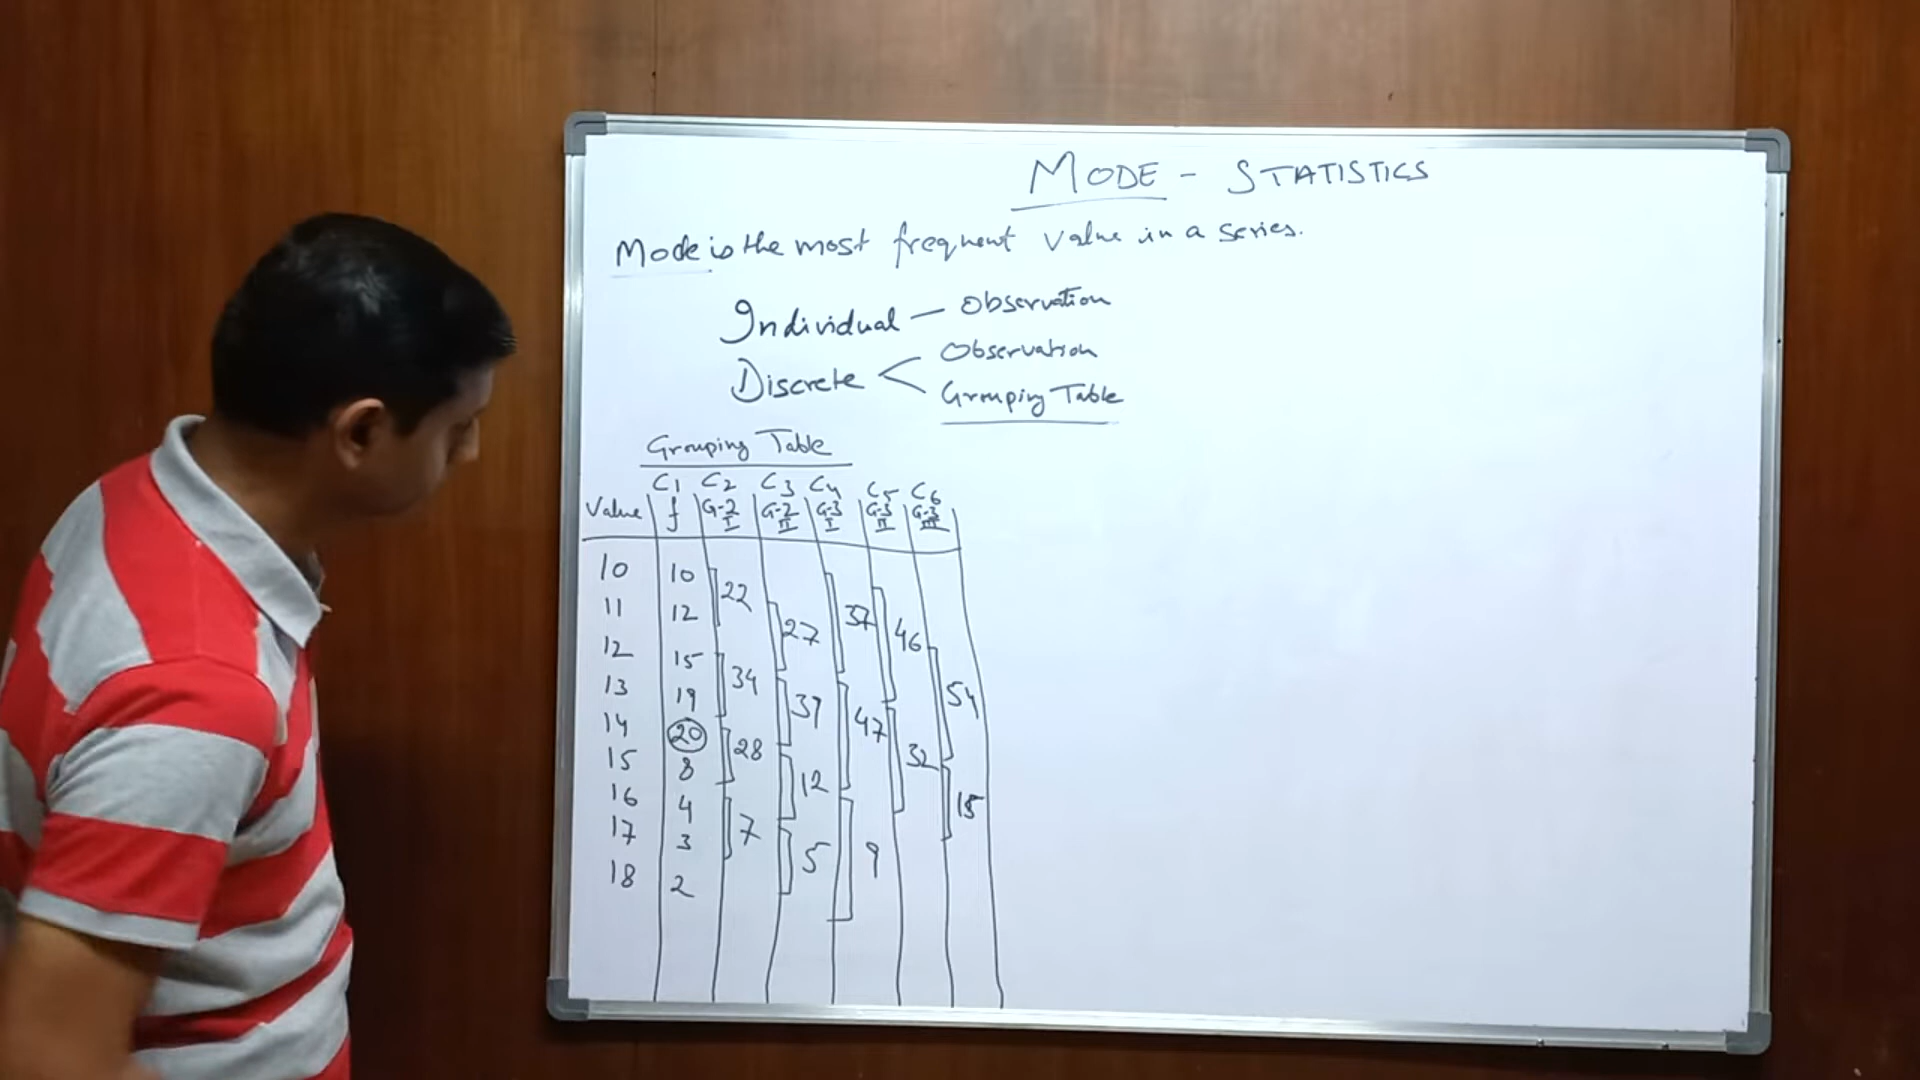 MODE - STATISTICS
Mode is the most frequent value in a series.
Individual - Observation
Discrete < Observation
Grouping Table
Grouping Table
C1 C2 C3 C4 C5 C6
Value f G-2 I G-2 II G-3 I G-3 II G-3 III
10 10
22
11 12
27 37 46
12 15
34
13 19
39 47 54
14 20
28
15 8
12 32
16 4
7 15
17 3
5 9
18 2